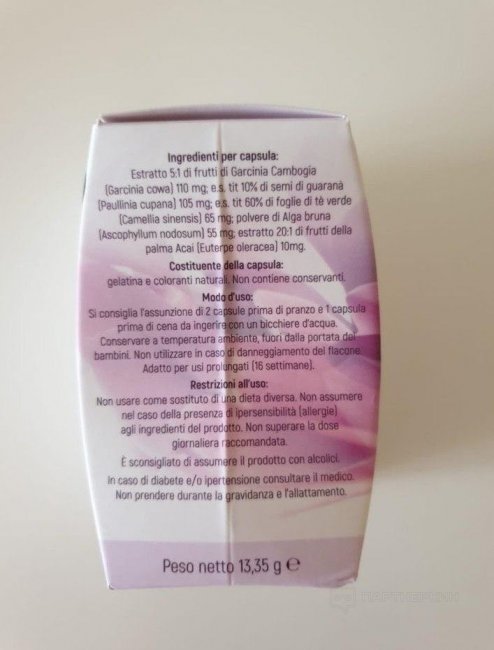 Ingredienti per capsula:
Estratto 5:1 di frutti di Garcinia Cambogia
(Garcinia cowa) 110 mg; e.s. tit 10% di semi di guaranà
(Paullinia cupana) 105 mg; e.s. tit 60% di foglie di tè verde
(Camellia sinensis) 65 mg; polvere di Alga bruna
(Ascophyllum nodosum) 55 mg; estratto 20:1 di frutti della
palma Acai (Euterpe oleracea) 10mg.
Costituente della capsula:
gelatina e coloranti naturali. Non contiene conservanti.
Modo d'uso:
Si consiglia l'assunzione di 2 capsule prima di pranzo e 1 capsula
prima di cena da ingerire con un bicchiere d'acqua.
Conservare a temperatura ambiente, fuori dalla portata dei
bambini. Non utilizzare in caso di danneggiamento del flacone.
Adatto per usi prolungati (16 settimane).
Restrizioni all'uso:
Non usare come sostituto di una dieta diversa. Non assumere
nel caso della presenza di ipersensibilità (allergie)
agli ingredienti del prodotto. Non superare la dose
giornaliera raccomandata.
È sconsigliato di assumere il prodotto con alcolici.
In caso di diabete e/o ipertensione consultare il medico.
Non prendere durante la gravidanza e l'allattamento.
Peso netto 13,35 g ℮
ПАРТНЕРКИН